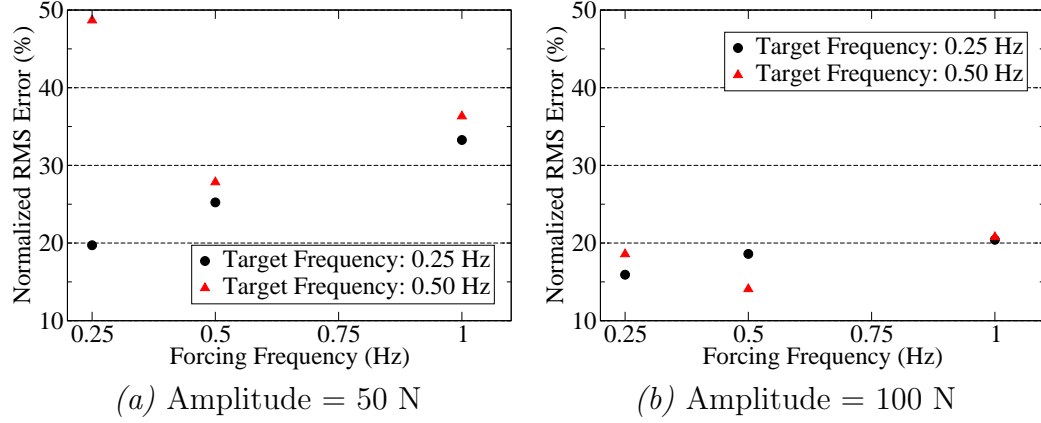 50
40
30
20
10
Normalized RMS Error (%)
Target Frequency: 0.25 Hz
Target Frequency: 0.50 Hz
0.25
0.5
0.75
1
Forcing Frequency (Hz)
(a) Amplitude = 50 N
50
40
30
20
10
Normalized RMS Error (%)
Target Frequency: 0.25 Hz
Target Frequency: 0.50 Hz
0.25
0.5
0.75
1
Forcing Frequency (Hz)
(b) Amplitude = 100 N